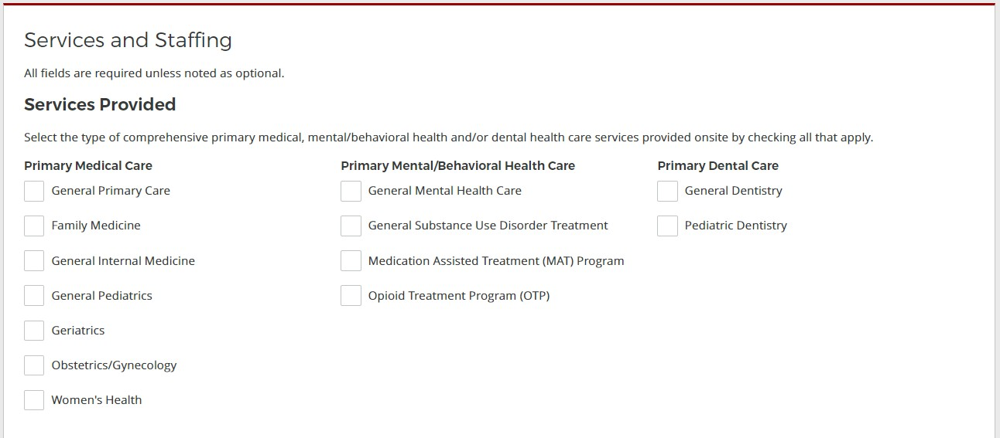 Services and Staffing
All fields are required unless noted as optional.
Services Provided
Select the type of comprehensive primary medical, mental/behavioral health and/or dental health care services provided onsite by checking all that apply.
Primary Medical Care
General Primary Care
Family Medicine
General Internal Medicine
General Pediatrics
Geriatrics
Obstetrics/Gynecology
Women's Health
Primary Mental/Behavioral Health Care
General Mental Health Care
General Substance Use Disorder Treatment
Medication Assisted Treatment (MAT) Program
Opioid Treatment Program (OTP)
Primary Dental Care
General Dentistry
Pediatric Dentistry